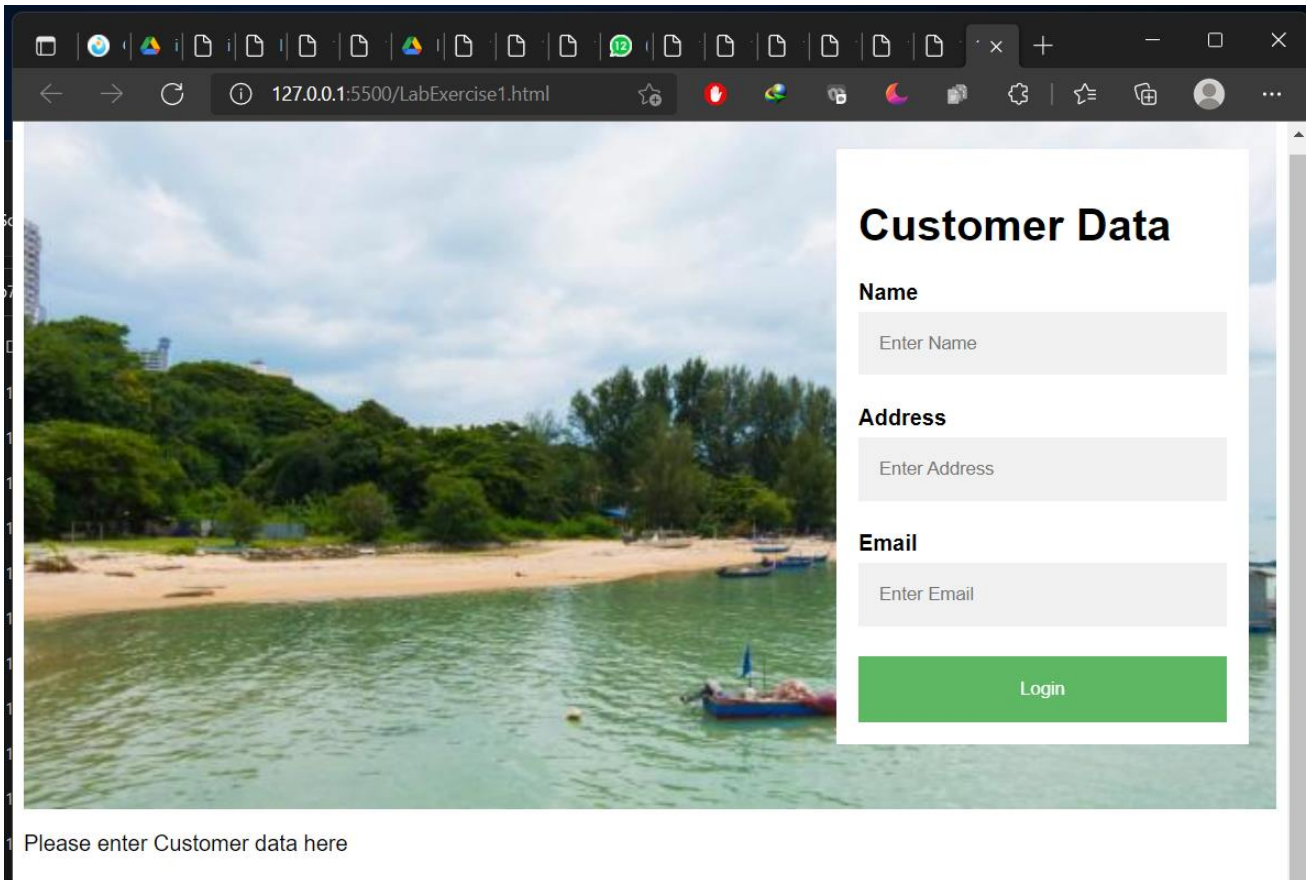 12
127.0.0.1:5500/LabExercise1.html
Customer Data
Name
Enter Name
Address
Enter Address
Email
Enter Email
Login
Please enter Customer data here